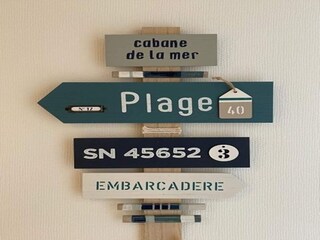 cabane
de la mer
Plage
40
SN 45652 3
EMBARCADERE